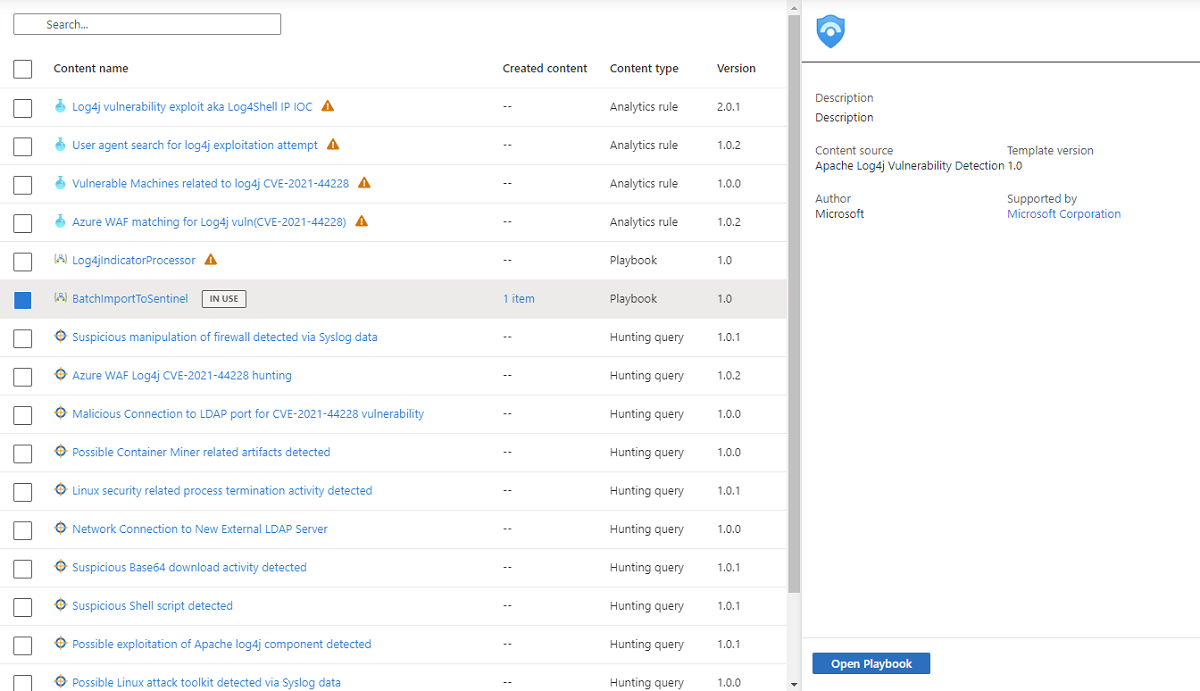 Search...
Content name Created content Content type Version
Log4j vulnerability exploit aka Log4Shell IP IOC -- Analytics rule 2.0.1
User agent search for log4j exploitation attempt -- Analytics rule 1.0.2
Vulnerable Machines related to log4j CVE-2021-44228 -- Analytics rule 1.0.0
Azure WAF matching for Log4j vuln(CVE-2021-44228) -- Analytics rule 1.0.2
Log4jIndicatorProcessor -- Playbook 1.0
BatchImportToSentinel IN USE 1 item Playbook 1.0
Suspicious manipulation of firewall detected via Syslog data -- Hunting query 1.0.1
Azure WAF Log4j CVE-2021-44228 hunting -- Hunting query 1.0.2
Malicious Connection to LDAP port for CVE-2021-44228 vulnerability -- Hunting query 1.0.0
Possible Container Miner related artifacts detected -- Hunting query 1.0.0
Linux security related process termination activity detected -- Hunting query 1.0.1
Network Connection to New External LDAP Server -- Hunting query 1.0.0
Suspicious Base64 download activity detected -- Hunting query 1.0.1
Suspicious Shell script detected -- Hunting query 1.0.1
Possible exploitation of Apache log4j component detected -- Hunting query 1.0.1
Possible Linux attack toolkit detected via Syslog data -- Hunting query 1.0.0
Description
Description
Content source Template version
Apache Log4j Vulnerability Detection 1.0
Author Supported by
Microsoft Microsoft Corporation
Open Playbook